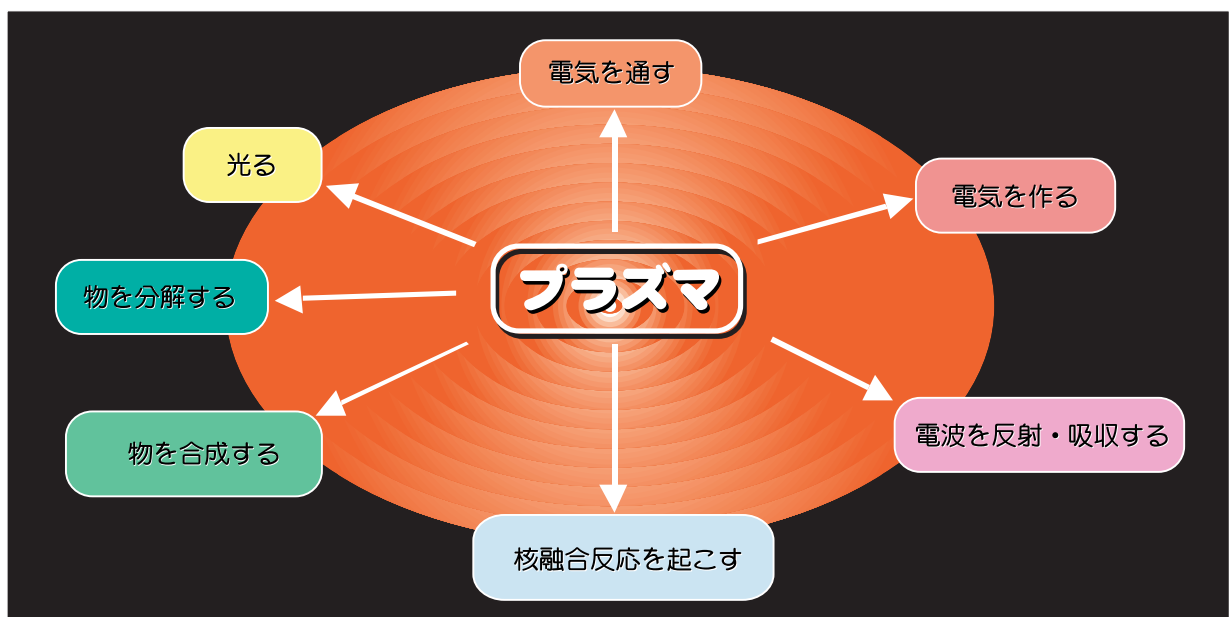 電気を通す
光る
電気を作る
物を分解する
プラズマ
物を合成する
電波を反射・吸収する
核融合反応を起こす